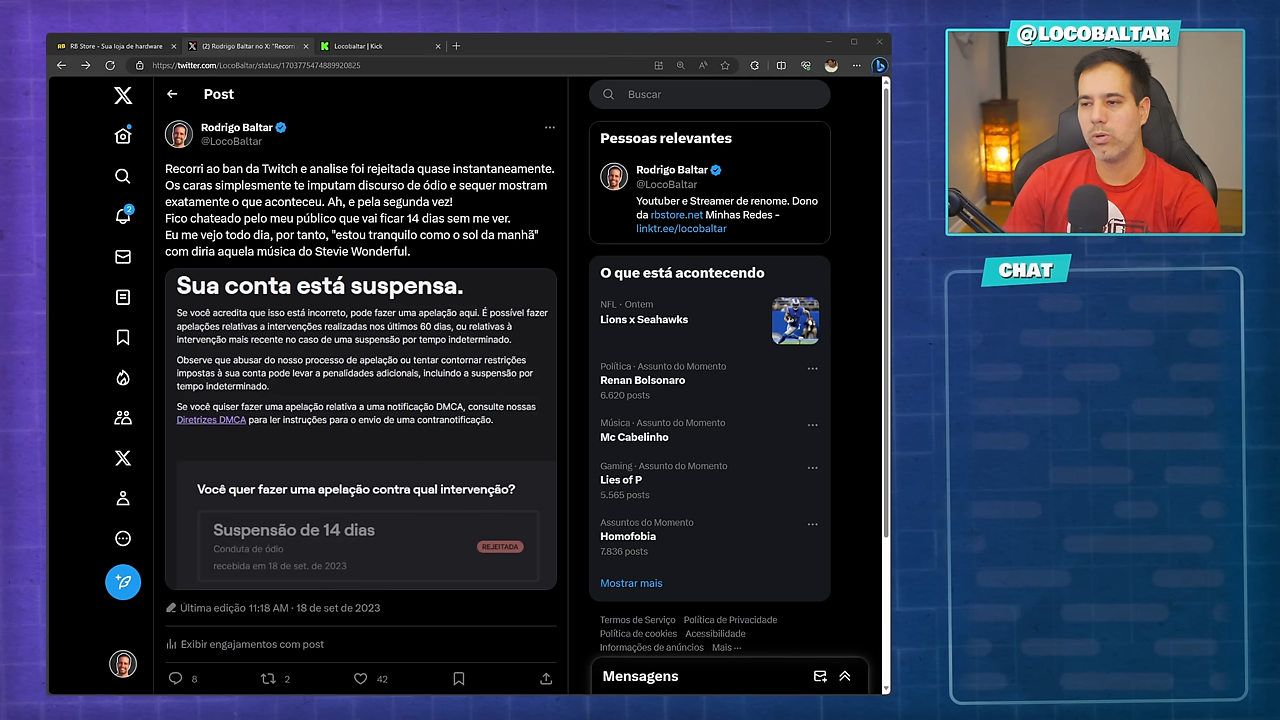 RB Store - Sua loja de hardware
(2) Rodrigo Baltar no X: "Recorri
Locobaltar | Kick
https://twitter.com/LocoBaltar/status/1703775474889920825
Post
Rodrigo Baltar
@LocoBaltar
Recorri ao ban da Twitch e analise foi rejeitada quase instantaneamente.
Os caras simplesmente te imputam discurso de ódio e sequer mostram
exatamente o que aconteceu. Ah, e pela segunda vez!
Fico chateado pelo meu público que vai ficar 14 dias sem me ver.
Eu me vejo todo dia, por tanto, "estou tranquilo como o sol da manhã"
com diria aquela música do Stevie Wonderful.
Sua conta está suspensa.
Se você acredita que isso está incorreto, pode fazer uma apelação aqui. É possível fazer
apelações relativas a intervenções realizadas nos últimos 60 dias, ou relativas à
intervenção mais recente no caso de uma suspensão por tempo indeterminado.
Observe que abusar do nosso processo de apelação ou tentar contornar restrições
impostas à sua conta pode levar a penalidades adicionais, incluindo a suspensão por
tempo indeterminado.
Se você quiser fazer uma apelação relativa a uma notificação DMCA, consulte nossas
Diretrizes DMCA para ler instruções para o envio de uma contranotificação.
Você quer fazer uma apelação contra qual intervenção?
Suspensão de 14 dias
Conduta de ódio
REJEITADA
recebida em 18 de set. de 2023
Última edição 11:18 AM · 18 de set de 2023
Exibir engajamentos com post
8
2
42
2
Buscar
Pessoas relevantes
Rodrigo Baltar
@LocoBaltar
Youtuber e Streamer de renome. Dono
da rbstore.net Minhas Redes -
linktr.ee/locobaltar
O que está acontecendo
NFL · Ontem
Lions x Seahawks
Política · Assunto do Momento
Renan Bolsonaro
6.620 posts
Música · Assunto do Momento
Mc Cabelinho
Gaming · Assunto do Momento
Lies of P
5.565 posts
Assuntos do Momento
Homofobia
7.836 posts
Mostrar mais
Termos de Serviço Política de Privacidade
Política de cookies Acessibilidade
Informações de anúncios Mais ···
Mensagens
@LOCOBALTAR
CHAT